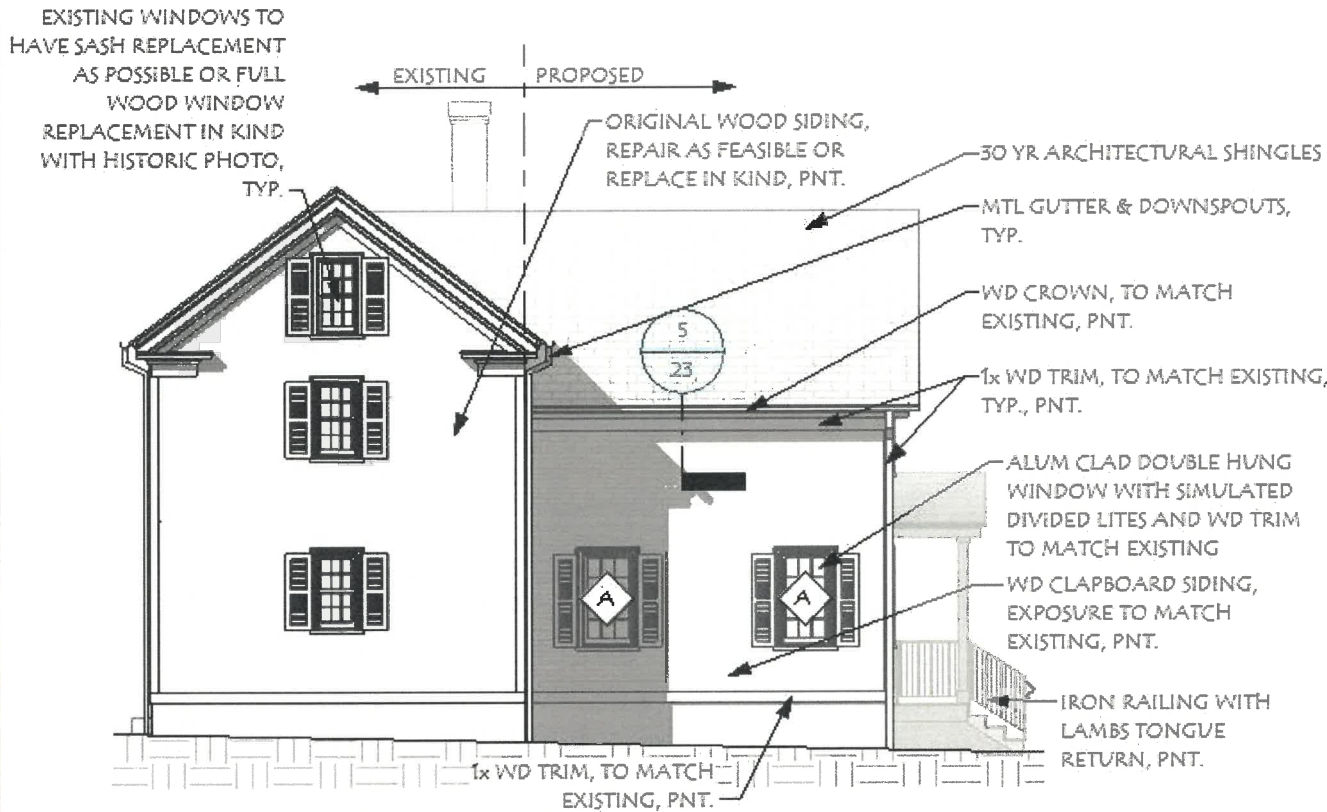 EXISTING WINDOWS TO
HAVE SASH REPLACEMENT
AS POSSIBLE OR FULL
WOOD WINDOW
REPLACEMENT IN KIND
WITH HISTORIC PHOTO,
TYP.
EXISTING
PROPOSED
ORIGINAL WOOD SIDING,
REPAIR AS FEASIBLE OR
REPLACE IN KIND, PNT.
30 YR ARCHITECTURAL SHINGLES
MTL GUTTER & DOWNSPOUTS,
TYP.
WD CROWN, TO MATCH
EXISTING, PNT.
5
23
1x WD TRIM, TO MATCH EXISTING,
TYP., PNT.
ALUM CLAD DOUBLE HUNG
WINDOW WITH SIMULATED
DIVIDED LITES AND WD TRIM
TO MATCH EXISTING
A
A
WD CLAPBOARD SIDING,
EXPOSURE TO MATCH
EXISTING, PNT.
IRON RAILING WITH
LAMBS TONGUE
RETURN, PNT.
1x WD TRIM, TO MATCH
EXISTING, PNT.